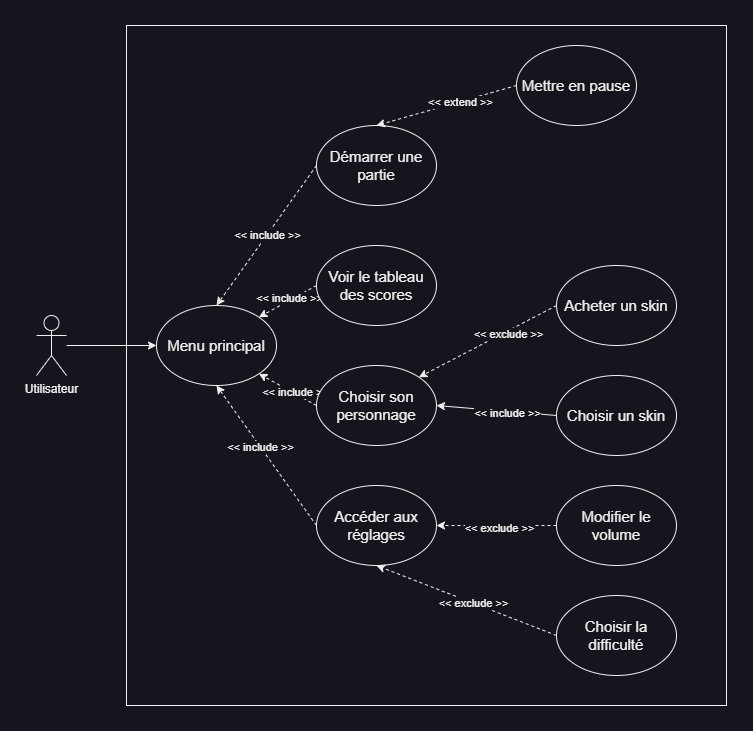 Mettre en pause
<< extend >>
Démarrer une
partie
<< include >>
Voir le tableau
des scores
<< include >>
Acheter un skin
<< exclude >>
Menu principal
Utilisateur
Choisir son
personnage
<< include >>
Choisir un skin
<< include >>
<< include >>
Accéder aux
réglages
Modifier le
volume
<< exclude >>
<< exclude >>
Choisir la
difficulté